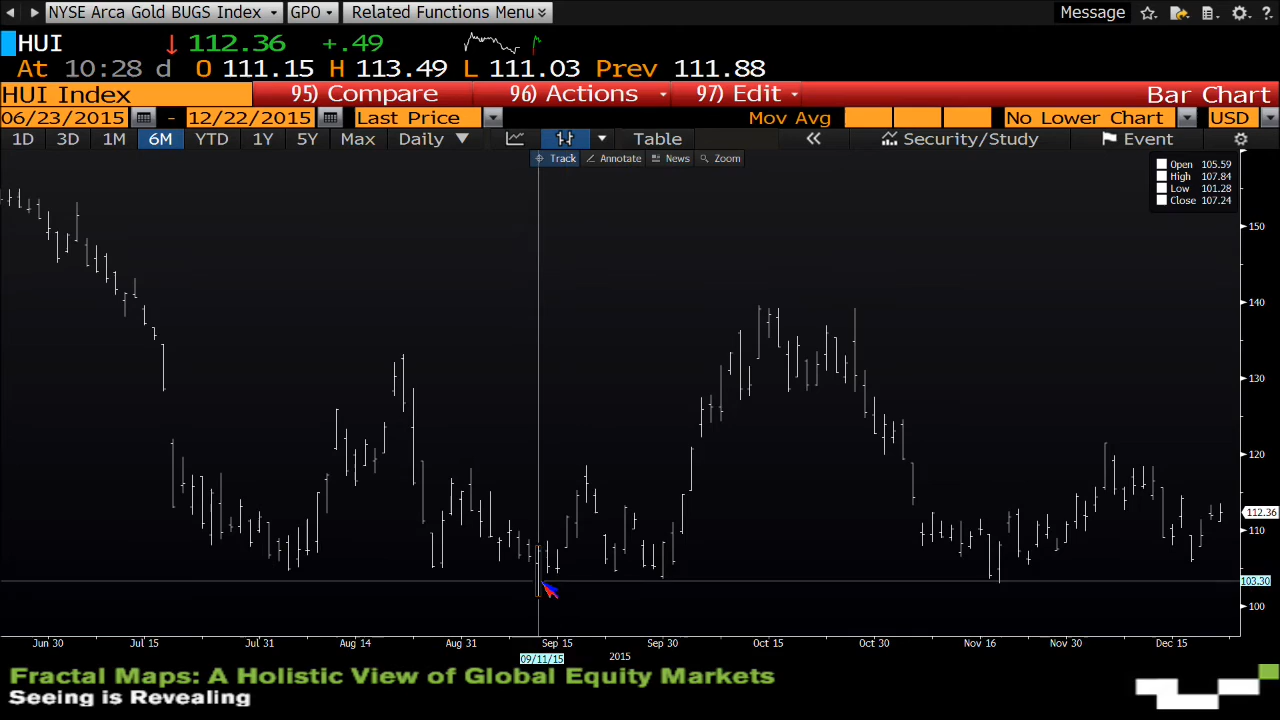 NYSE Arca Gold BUGS Index GPO Related Functions Menu Message
HUI 112.36 +.49
At 10:28 d O 111.15 H 113.49 L 111.03 Prev 111.88
HUI Index 95) Compare 96) Actions 97) Edit Bar Chart
06/23/2015 - 12/22/2015 Last Price Mov Avg No Lower Chart USD
1D 3D 1M 6M YTD 1Y 5Y Max Daily Table Security/Study Event
Track Annotate News Zoom
Open 105.59
High 107.84
Low 101.28
Close 107.24
150
140
130
120
112.36
110
103.30
100
Jun 30 Jul 15 Jul 31 Aug 14 Aug 31 Sep 15 Sep 30 Oct 15 Oct 30 Nov 16 Nov 30 Dec 15
09/11/15 2015
Fractal Maps: A Holistic View of Global Equity Markets
Seeing is Revealing